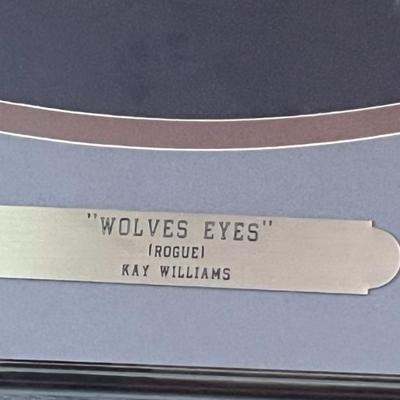 "WOLVES EYES"
(ROGUE)
KAY WILLIAMS